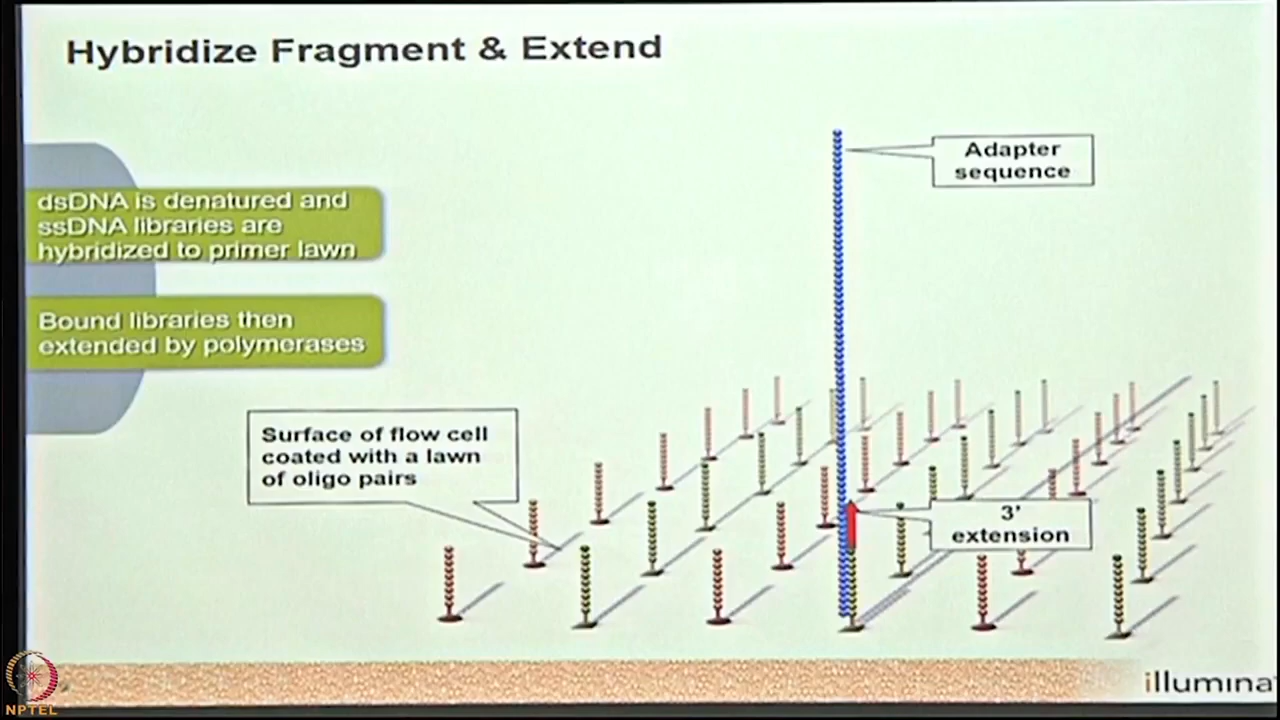 Hybridize Fragment & Extend
Adapter
sequence
dsDNA is denatured and
ssDNA libraries are
hybridized to primer lawn
Bound libraries then
extended by polymerases
Surface of flow cell
coated with a lawn
of oligo pairs
3'
extension
illumina
NPTEL